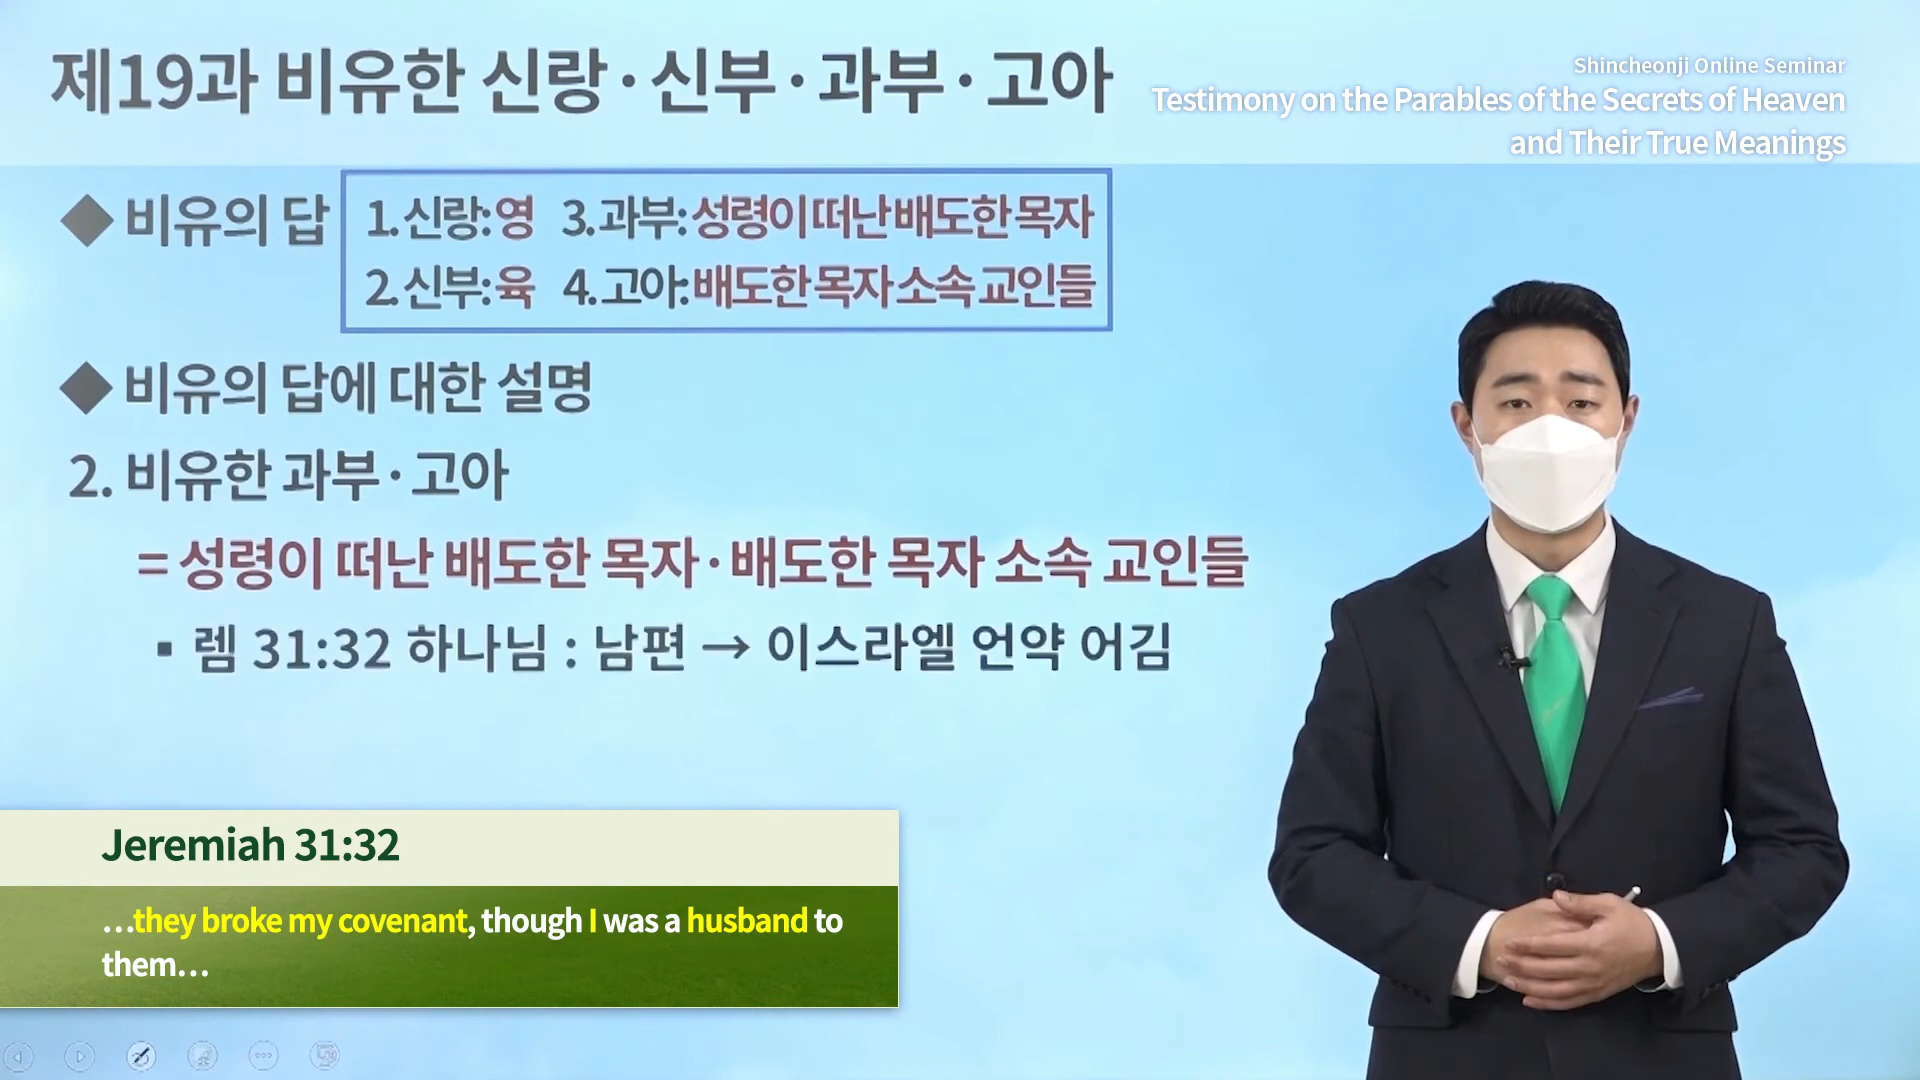 제19과 비유한 신랑·신부·과부·고아
Shincheonji Online Seminar
Testimony on the Parables of the Secrets of Heaven
and Their True Meanings
◆ 비유의 답
1. 신랑: 영 3. 과부: 성령이 떠난 배도한 목자
2. 신부: 육 4. 고아: 배도한 목자 소속 교인들
◆ 비유의 답에 대한 설명
2. 비유한 과부·고아
= 성령이 떠난 배도한 목자·배도한 목자 소속 교인들
▪ 렘 31:32 하나님 : 남편 → 이스라엘 언약 어김
Jeremiah 31:32
…they broke my covenant, though I was a husband to
them…